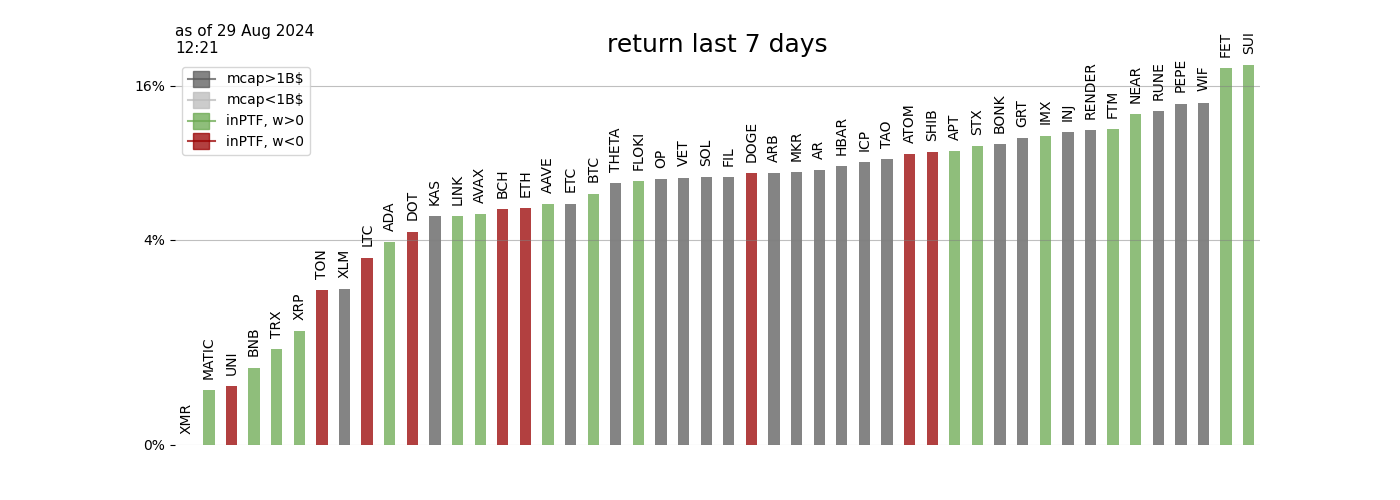 as of 29 Aug 2024
12:21
return last 7 days
mcap>1B$
mcap<1B$
inPTF, w>0
inPTF, w<0
16%
4%
0%
XMR
MATIC
UNI
BNB
TRX
XRP
TON
XLM
LTC
ADA
DOT
KAS
LINK
AVAX
BCH
ETH
AAVE
ETC
BTC
THETA
FLOKI
OP
VET
SOL
FIL
DOGE
ARB
MKR
AR
HBAR
ICP
TAO
ATOM
SHIB
APT
STX
BONK
GRT
IMX
INJ
RENDER
FTM
NEAR
RUNE
PEPE
WIF
FET
SUI